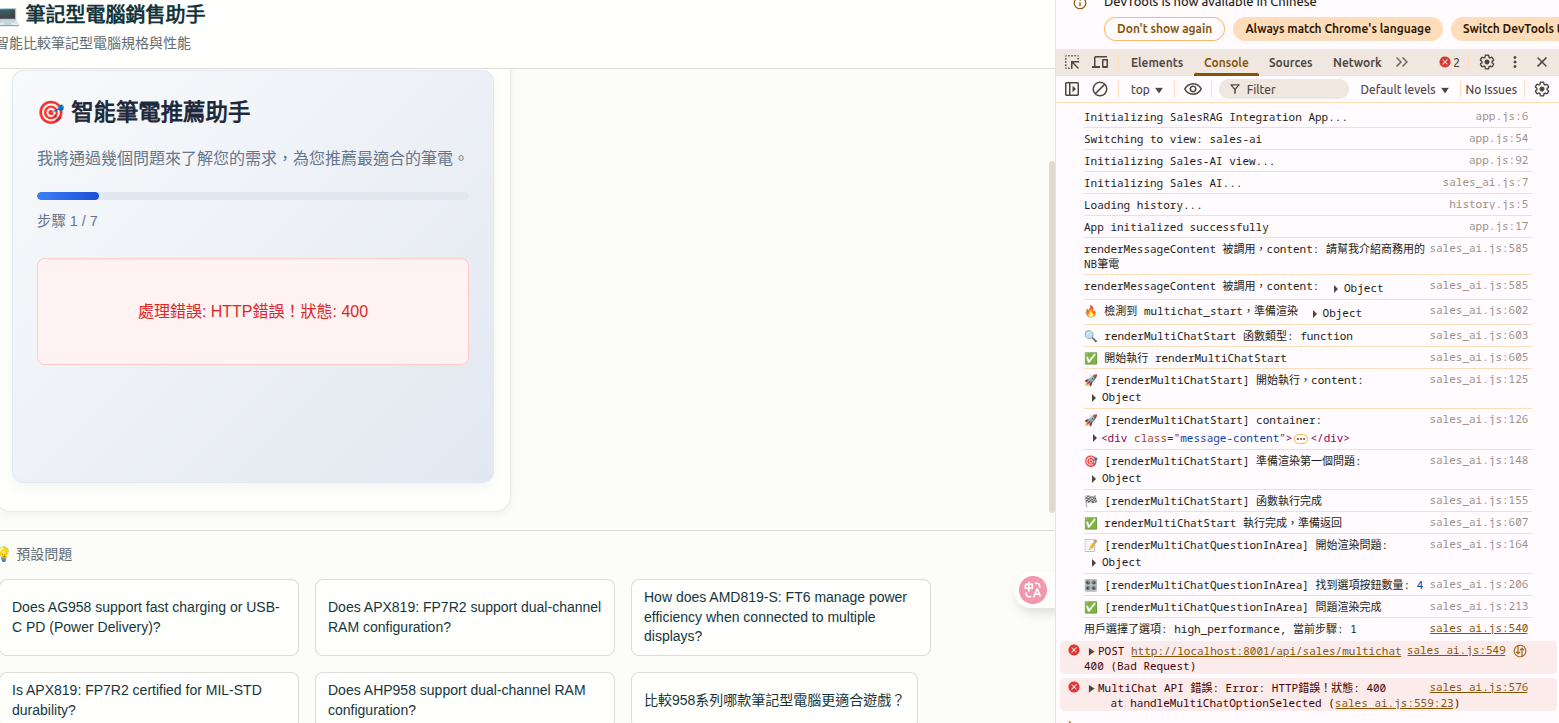 💻 筆記型電腦銷售助手
智能比較筆記型電腦規格與性能
🎯 智能筆電推薦助手
我將通過幾個問題來了解您的需求，為您推薦最適合的筆電。
步驟 1 / 7
處理錯誤: HTTP錯誤！狀態: 400
💡 預設問題
Does AG958 support fast charging or USB-
C PD (Power Delivery)?
Does APX819: FP7R2 support dual-channel
RAM configuration?
How does AMD819-S: FT6 manage power
efficiency when connected to multiple
displays?
Is APX819: FP7R2 certified for MIL-STD
durability?
Does AHP958 support dual-channel RAM
configuration?
比較958系列哪款筆記型電腦更適合遊戲？
中A
DevTools is now available in Chinese
Don't show again
Always match Chrome's language
Switch DevTools
Elements Console Sources Network 2
top Filter Default levels No Issues
Initializing SalesRAG Integration App... app.js:6
Switching to view: sales-ai app.js:54
Initializing Sales-AI view... app.js:92
Initializing Sales AI... sales_ai.js:7
Loading history... history.js:5
App initialized successfully app.js:17
renderMessageContent 被調用，content: 請幫我介紹商務用的 sales_ai.js:585
NB筆電
renderMessageContent 被調用，content: ▶ Object sales_ai.js:585
🔥 檢測到 multichat_start，準備渲染 ▶ Object sales_ai.js:602
🔍 renderMultiChatStart 函數類型: function sales_ai.js:603
✅ 開始執行 renderMultiChatStart sales_ai.js:605
🚀 [renderMultiChatStart] 開始執行，content: sales_ai.js:125
▶ Object
🚀 [renderMultiChatStart] container: sales_ai.js:126
▶ <div class="message-content">…</div>
🎯 [renderMultiChatStart] 準備渲染第一個問題: sales_ai.js:148
▶ Object
🏁 [renderMultiChatStart] 函數執行完成 sales_ai.js:155
✅ renderMultiChatStart 執行完成，準備返回 sales_ai.js:607
📝 [renderMultiChatQuestionInArea] 開始渲染問題: sales_ai.js:164
▶ Object
🎛️ [renderMultiChatQuestionInArea] 找到選項按鈕數量: 4 sales_ai.js:206
✅ [renderMultiChatQuestionInArea] 問題渲染完成 sales_ai.js:213
用戶選擇了選項: high_performance, 當前步驟: 1 sales_ai.js:540
▶ POST http://localhost:8001/api/sales/multichat sales_ai.js:549
400 (Bad Request)
▶ MultiChat API 錯誤: Error: HTTP錯誤！狀態: 400 sales_ai.js:576
at handleMultiChatOptionSelected (sales_ai.js:559:23)